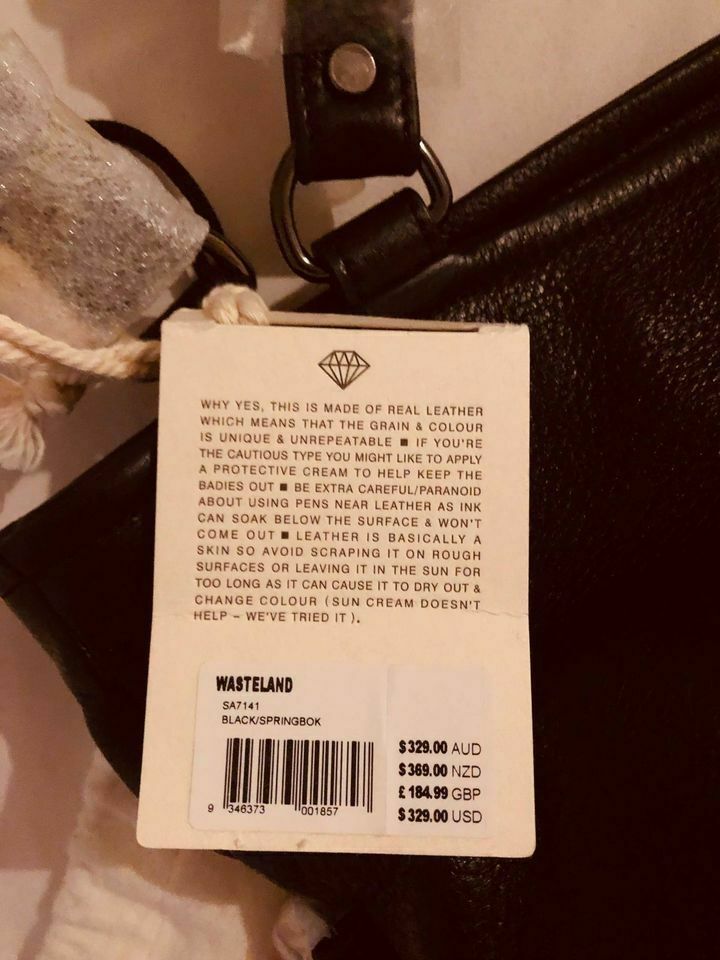 WHY YES, THIS IS MADE OF REAL LEATHER
WHICH MEANS THAT THE GRAIN & COLOUR
IS UNIQUE & UNREPEATABLE ■ IF YOU'RE
THE CAUTIOUS TYPE YOU MIGHT LIKE TO APPLY
A PROTECTIVE CREAM TO HELP KEEP THE
BADIES OUT ■ BE EXTRA CAREFUL/PARANOID
ABOUT USING PENS NEAR LEATHER AS INK
CAN SOAK BELOW THE SURFACE & WON'T
COME OUT ■ LEATHER IS BASICALLY A
SKIN SO AVOID SCRAPING IT ON ROUGH
SURFACES OR LEAVING IT IN THE SUN FOR
TOO LONG AS IT CAN CAUSE IT TO DRY OUT &
CHANGE COLOUR (SUN CREAM DOESN'T
HELP – WE'VE TRIED IT ).
WASTELAND
SA7141
BLACK/SPRINGBOK
9 346373 001857
$329.00 AUD
$369.00 NZD
£184.99 GBP
$329.00 USD